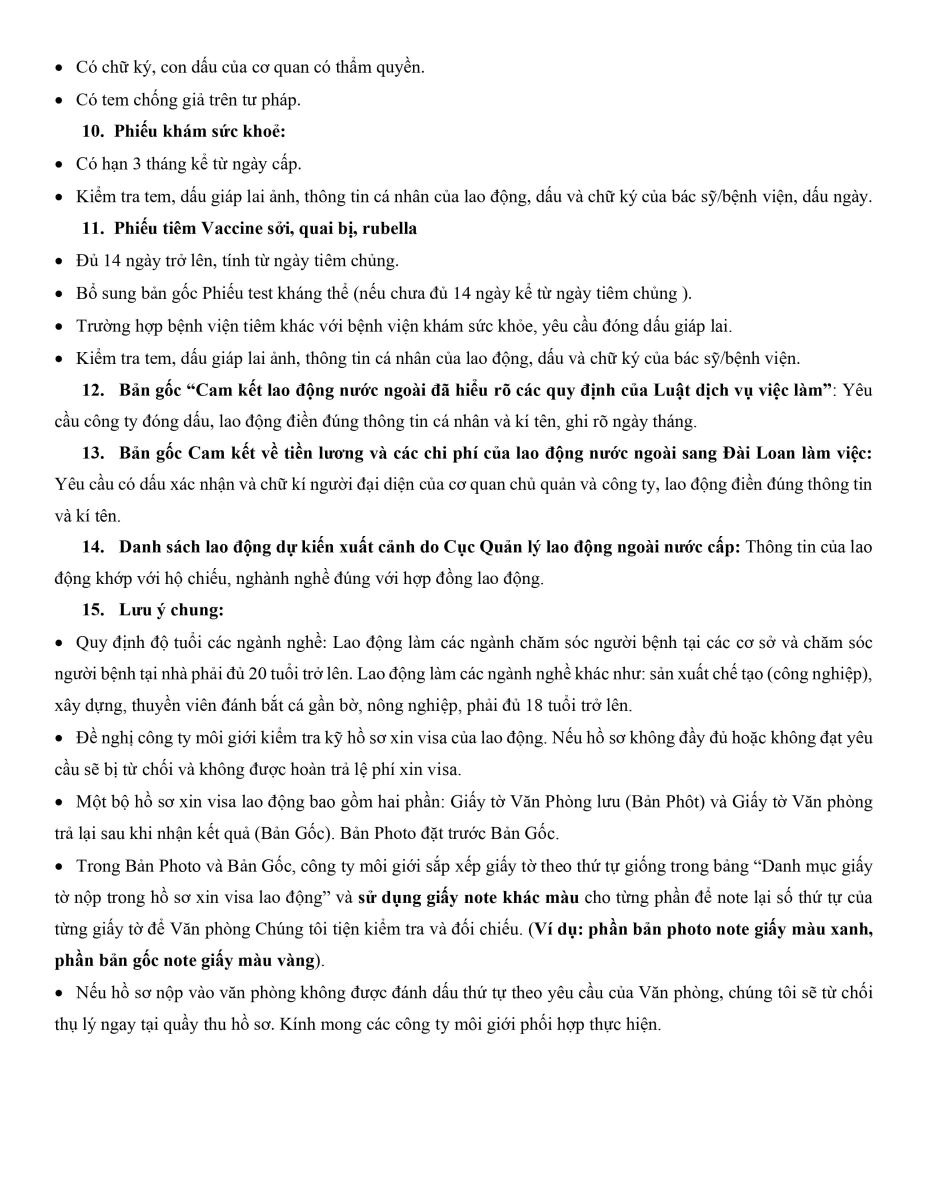 • Có chữ ký, con dấu của cơ quan có thẩm quyền.
• Có tem chống giả trên tư pháp.
10. Phiếu khám sức khoẻ:
• Có hạn 3 tháng kể từ ngày cấp.
• Kiểm tra tem, dấu giáp lai ảnh, thông tin cá nhân của lao động, dấu và chữ ký của bác sỹ/bệnh viện, dấu ngày.
11. Phiếu tiêm Vaccine sởi, quai bị, rubella
• Đủ 14 ngày trở lên, tính từ ngày tiêm chủng.
• Bổ sung bản gốc Phiếu test kháng thể (nếu chưa đủ 14 ngày kể từ ngày tiêm chủng ).
• Trường hợp bệnh viện tiêm khác với bệnh viện khám sức khỏe, yêu cầu đóng dấu giáp lai.
• Kiểm tra tem, dấu giáp lai ảnh, thông tin cá nhân của lao động, dấu và chữ ký của bác sỹ/bệnh viện.
12. Bản gốc “Cam kết lao động nước ngoài đã hiểu rõ các quy định của Luật dịch vụ việc làm”: Yêu
cầu công ty đóng dấu, lao động điền đúng thông tin cá nhân và kí tên, ghi rõ ngày tháng.
13. Bản gốc Cam kết về tiền lương và các chi phí của lao động nước ngoài sang Đài Loan làm việc:
Yêu cầu có dấu xác nhận và chữ kí người đại diện của cơ quan chủ quản và công ty, lao động điền đúng thông tin
và kí tên.
14. Danh sách lao động dự kiến xuất cảnh do Cục Quản lý lao động ngoài nước cấp: Thông tin của lao
động khớp với hộ chiếu, nghành nghề đúng với hợp đồng lao động.
15. Lưu ý chung:
• Quy định độ tuổi các ngành nghề: Lao động làm các ngành chăm sóc người bệnh tại các cơ sở và chăm sóc
người bệnh tại nhà phải đủ 20 tuổi trở lên. Lao động làm các ngành nghề khác như: sản xuất chế tạo (công nghiệp),
xây dựng, thuyền viên đánh bắt cá gần bờ, nông nghiệp, phải đủ 18 tuổi trở lên.
• Đề nghị công ty môi giới kiểm tra kỹ hồ sơ xin visa của lao động. Nếu hồ sơ không đầy đủ hoặc không đạt yêu
cầu sẽ bị từ chối và không được hoàn trả lệ phí xin visa.
• Một bộ hồ sơ xin visa lao động bao gồm hai phần: Giấy tờ Văn Phòng lưu (Bản Phôt) và Giấy tờ Văn phòng
trả lại sau khi nhận kết quả (Bản Gốc). Bản Photo đặt trước Bản Gốc.
• Trong Bản Photo và Bản Gốc, công ty môi giới sắp xếp giấy tờ theo thứ tự giống trong bảng “Danh mục giấy
tờ nộp trong hồ sơ xin visa lao động” và sử dụng giấy note khác màu cho từng phần để note lại số thứ tự của
từng giấy tờ để Văn phòng Chúng tôi tiện kiểm tra và đối chiếu. (Ví dụ: phần bản photo note giấy màu xanh,
phần bản gốc note giấy màu vàng).
• Nếu hồ sơ nộp vào văn phòng không được đánh dấu thứ tự theo yêu cầu của Văn phòng, chúng tôi sẽ từ chối
thụ lý ngay tại quầy thu hồ sơ. Kính mong các công ty môi giới phối hợp thực hiện.